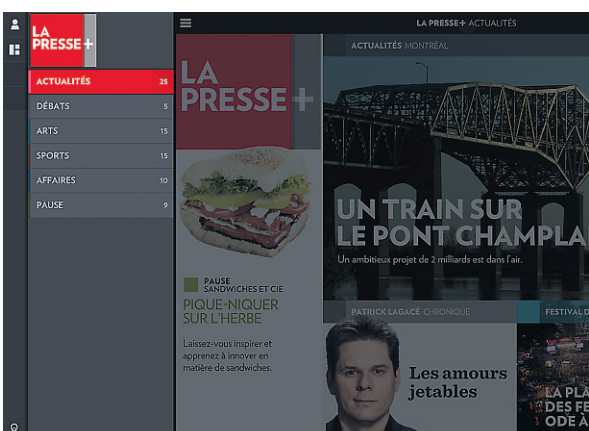 LA
PRESSE+
ACTUALITÉS 25
DÉBATS 5
ARTS 15
SPORTS 15
AFFAIRES 10
PAUSE 9
LA PRESSE+ ACTUALITÉS
LA
PRESSE+
PAUSE
SANDWICHES ET CIE
PIQUE-NIQUER
SUR L'HERBE
Laissez-vous inspirer et
apprenez à innover en
matière de sandwiches.
ACTUALITÉS MONTRÉAL
UN TRAIN SUR
LE PONT CHAMPLA
Un ambitieux projet de 2 milliards est dans l'air.
PATRICK LAGACÉ CHRONIQUE
Les amours
jetables
FESTIVAL D
LA PLA
DES FE
ODE À